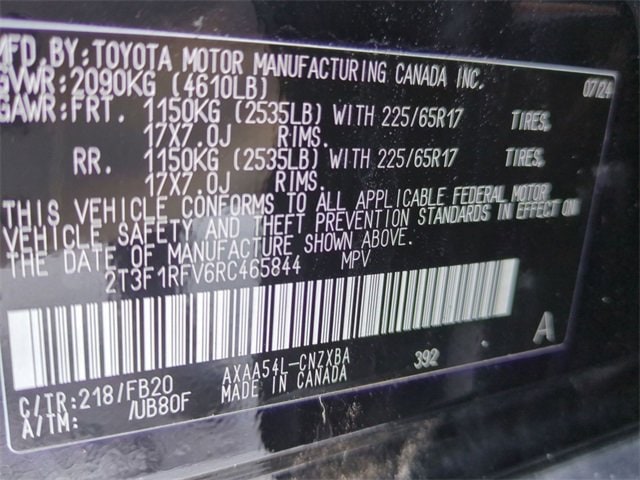 MFD.BY:TOYOTA MOTOR MANUFACTURING CANADA INC.
GVWR:2090KG (4610LB) 07/24
GAWR:FRT. 1150KG (2535LB) WITH 225/65R17 TIRES.
17X7.0J RIMS.
RR. 1150KG (2535LB) WITH 225/65R17 TIRES.
17X7.0J RIMS.
THIS VEHICLE CONFORMS TO ALL APPLICABLE FEDERAL MOTOR
VEHICLE SAFETY AND THEFT PREVENTION STANDARDS IN EFFECT ON
THE DATE OF MANUFACTURE SHOWN ABOVE.
2T3F1RFV6RC465844 MPV
A
C/TR:218/FB20 AXAA54L-CNZXBA 392
A/TM: /UB80F MADE IN CANADA